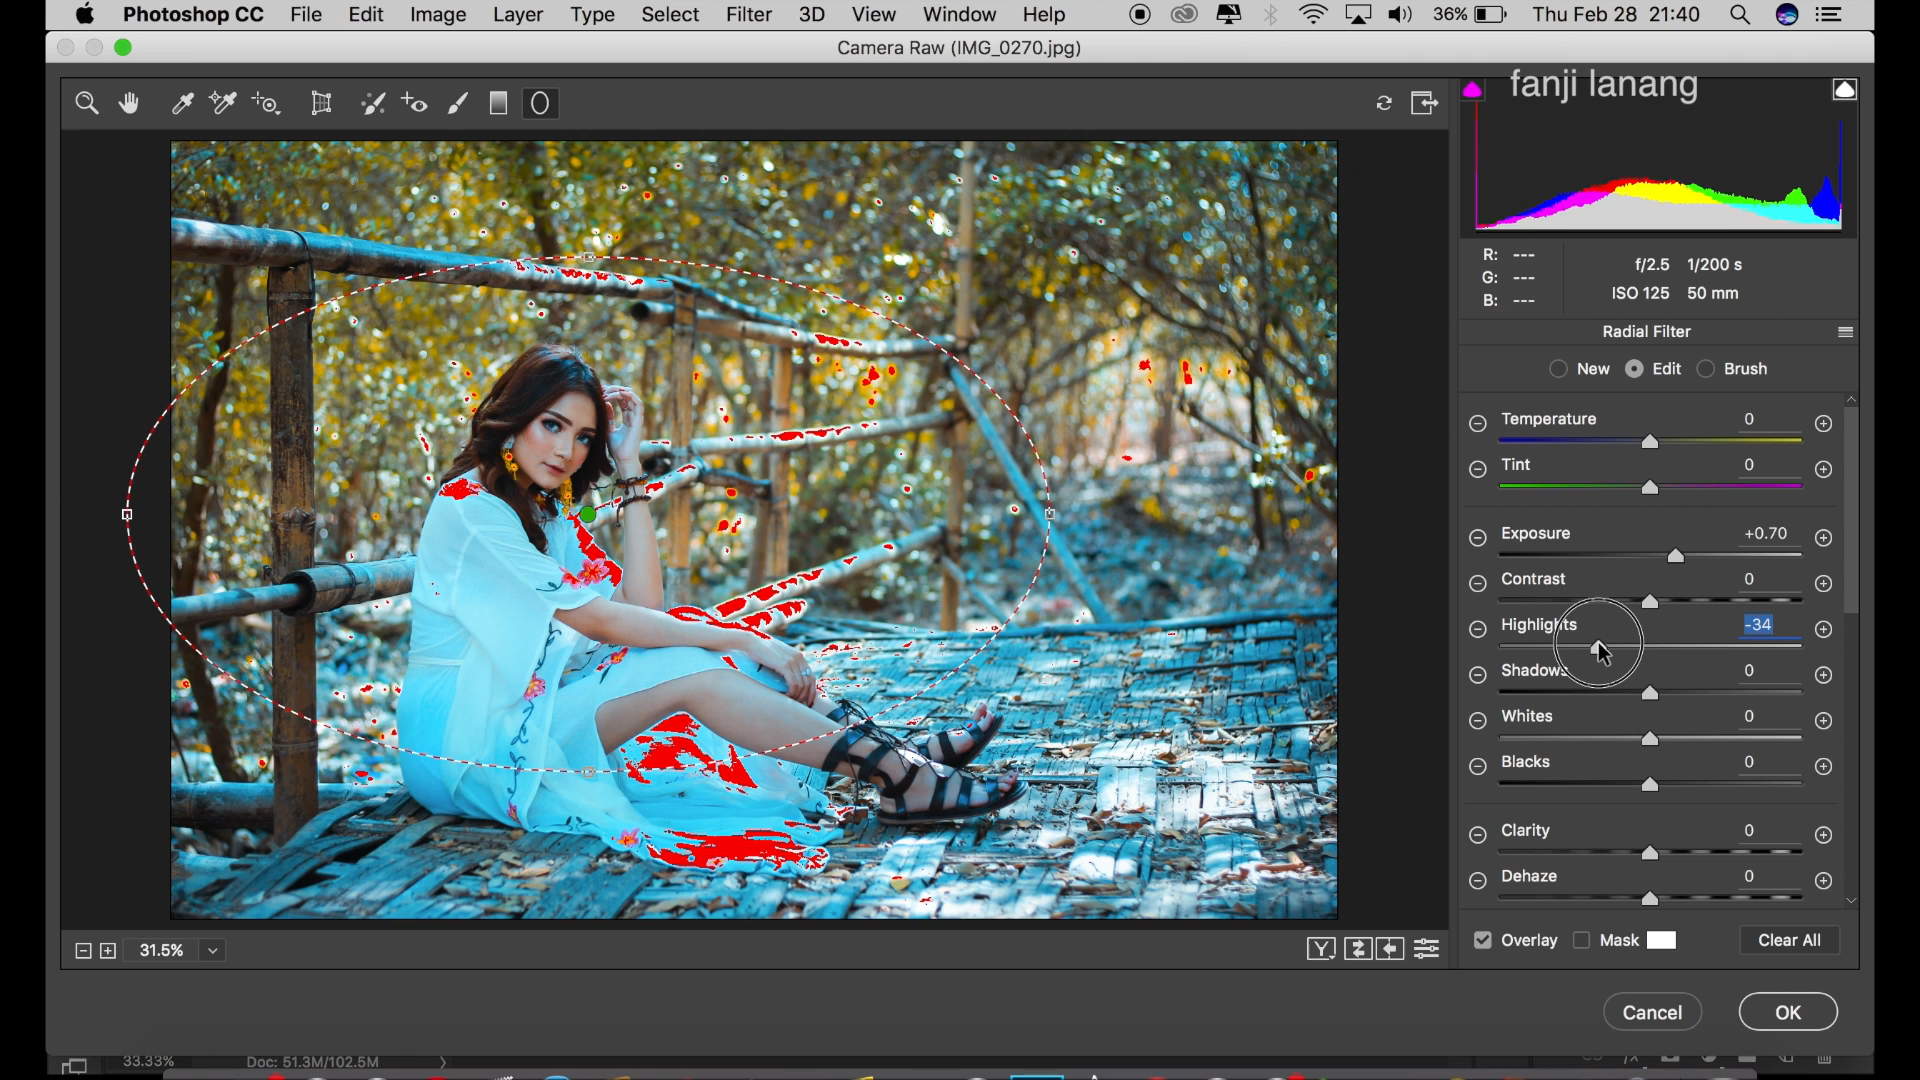 Photoshop CC File Edit Image Layer Type Select Filter 3D View Window Help 36% Thu Feb 28 21:40
Camera Raw (IMG_0270.jpg)
fanji lanang
R: ---
G: ---
B: ---
f/2.5 1/200 s
ISO 125 50 mm
Radial Filter
New Edit Brush
Temperature 0
Tint 0
Exposure +0.70
Contrast 0
Highlights -34
Shadows 0
Whites 0
Blacks 0
Clarity 0
Dehaze 0
31.5%
Y
Overlay Mask Clear All
Cancel OK
33.33% Doc: 51.3M/102.5M